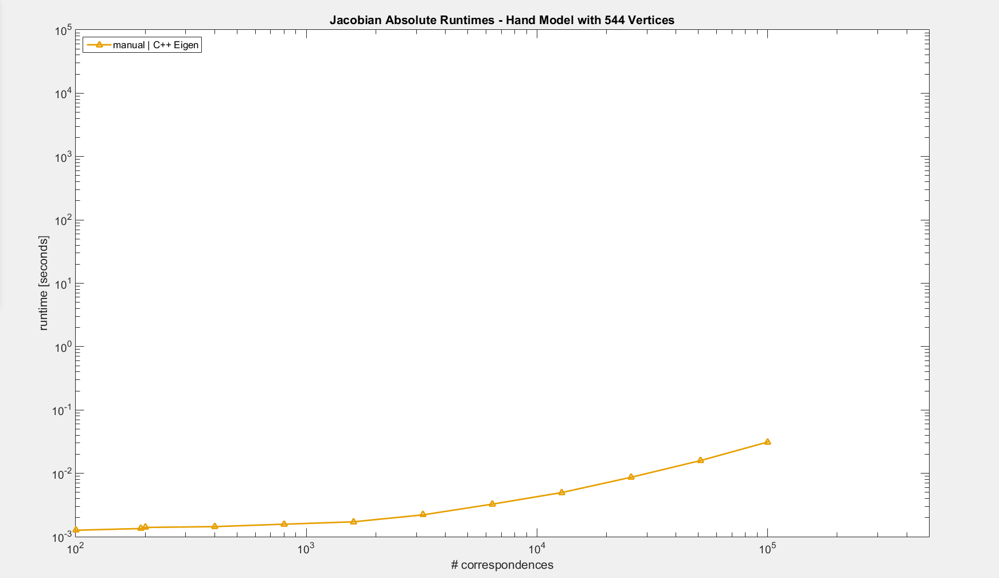 Jacobian Absolute Runtimes - Hand Model with 544 Vertices
manual | C++ Eigen
10^5
10^4
10^3
10^2
10^1
10^0
10^-1
10^-2
10^-3
runtime [seconds]
10^2 10^3 10^4 10^5
# correspondences